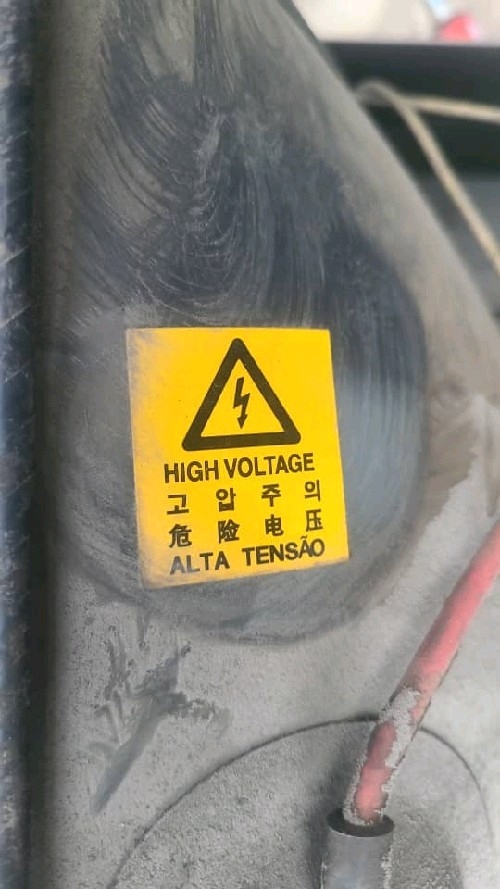 HIGH VOLTAGE
고 압 주 의
危 险 电 压
ALTA TENSÃO